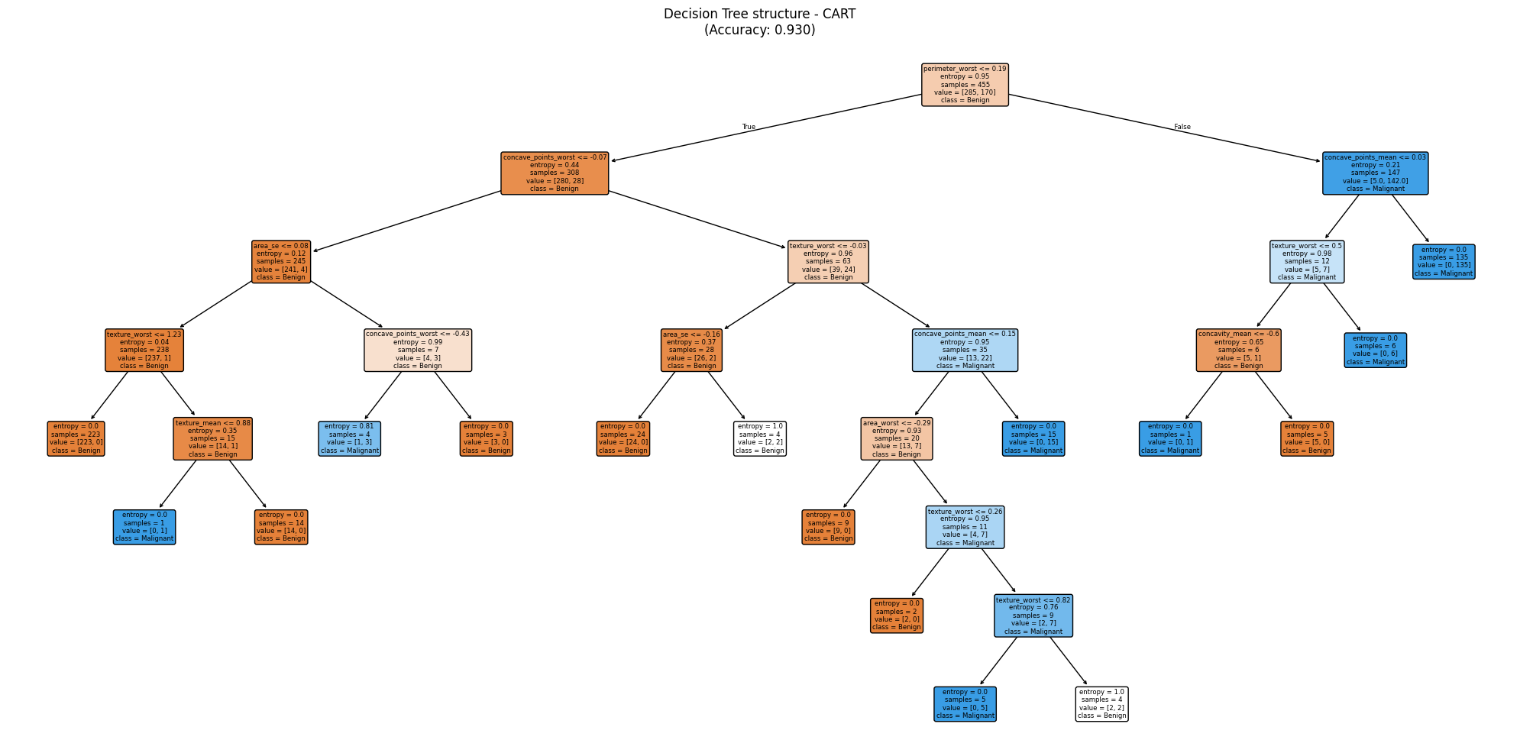 Decision Tree structure - CART
(Accuracy: 0.930)
perimeter_worst <= 0.19
entropy = 0.95
samples = 455
value = [285, 170]
class = Benign
True
False
concave_points_worst <= -0.07
entropy = 0.44
samples = 308
value = [280, 28]
class = Benign
concave_points_mean <= 0.03
entropy = 0.21
samples = 147
value = [5.0, 142.0]
class = Malignant
area_se <= 0.08
entropy = 0.12
samples = 245
value = [241, 4]
class = Benign
texture_worst <= -0.03
entropy = 0.96
samples = 63
value = [39, 24]
class = Benign
texture_worst <= 0.5
entropy = 0.98
samples = 12
value = [5, 7]
class = Malignant
entropy = 0.0
samples = 135
value = [0, 135]
class = Malignant
texture_worst <= 1.23
entropy = 0.04
samples = 238
value = [237, 1]
class = Benign
concave_points_worst <= -0.43
entropy = 0.99
samples = 7
value = [4, 3]
class = Benign
area_se <= -0.16
entropy = 0.37
samples = 28
value = [26, 2]
class = Benign
concave_points_mean <= 0.15
entropy = 0.95
samples = 35
value = [13, 22]
class = Malignant
concavity_mean <= -0.6
entropy = 0.65
samples = 6
value = [5, 1]
class = Benign
entropy = 0.0
samples = 6
value = [0, 6]
class = Malignant
entropy = 0.0
samples = 223
value = [223, 0]
class = Benign
texture_mean <= 0.88
entropy = 0.35
samples = 15
value = [14, 1]
class = Benign
entropy = 0.81
samples = 4
value = [1, 3]
class = Malignant
entropy = 0.0
samples = 3
value = [3, 0]
class = Benign
entropy = 0.0
samples = 24
value = [24, 0]
class = Benign
entropy = 1.0
samples = 4
value = [2, 2]
class = Benign
area_worst <= -0.29
entropy = 0.93
samples = 20
value = [13, 7]
class = Benign
entropy = 0.0
samples = 15
value = [0, 15]
class = Malignant
entropy = 0.0
samples = 1
value = [0, 1]
class = Malignant
entropy = 0.0
samples = 5
value = [5, 0]
class = Benign
entropy = 0.0
samples = 1
value = [0, 1]
class = Malignant
entropy = 0.0
samples = 14
value = [14, 0]
class = Benign
entropy = 0.0
samples = 9
value = [9, 0]
class = Benign
texture_worst <= 0.26
entropy = 0.95
samples = 11
value = [4, 7]
class = Malignant
entropy = 0.0
samples = 2
value = [2, 0]
class = Benign
texture_worst <= 0.82
entropy = 0.76
samples = 9
value = [2, 7]
class = Malignant
entropy = 0.0
samples = 5
value = [0, 5]
class = Malignant
entropy = 1.0
samples = 4
value = [2, 2]
class = Benign